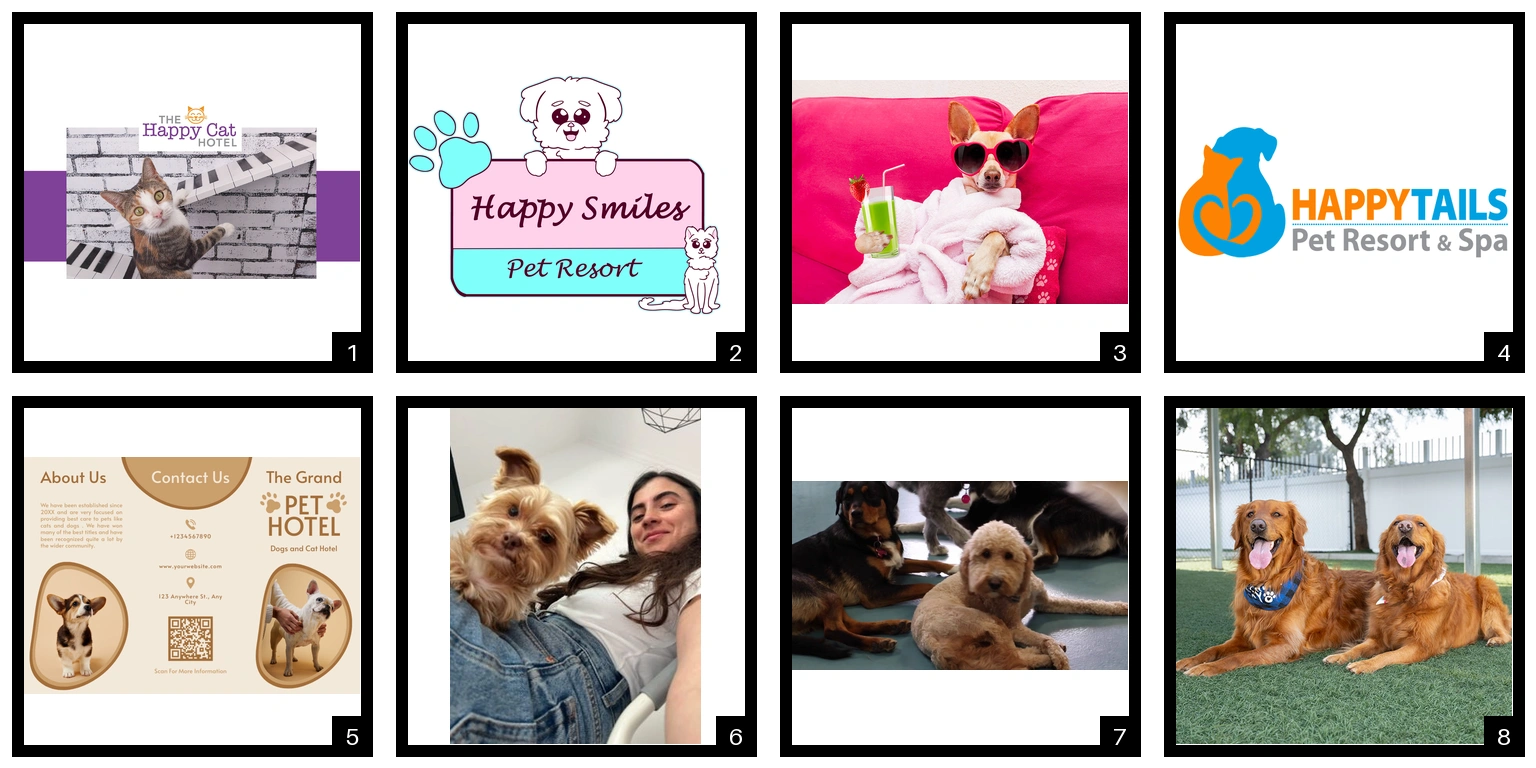 THE
Happy Cat
HOTEL
1
Happy Smiles
Pet Resort
2
3
HAPPYTAILS
Pet Resort & Spa
4
About Us
We have been established since
20XX and are very focused on
providing best care to pets like
cats and dogs . We have won
many of the best titles and have
been recognized quite a lot by
the wider community.
Contact Us
+1234567890
www.yourwebsite.com
123 Anywhere St., Any
City
Scan For More Information
The Grand
PET
HOTEL
Dogs and Cat Hotel
5
6
7
8